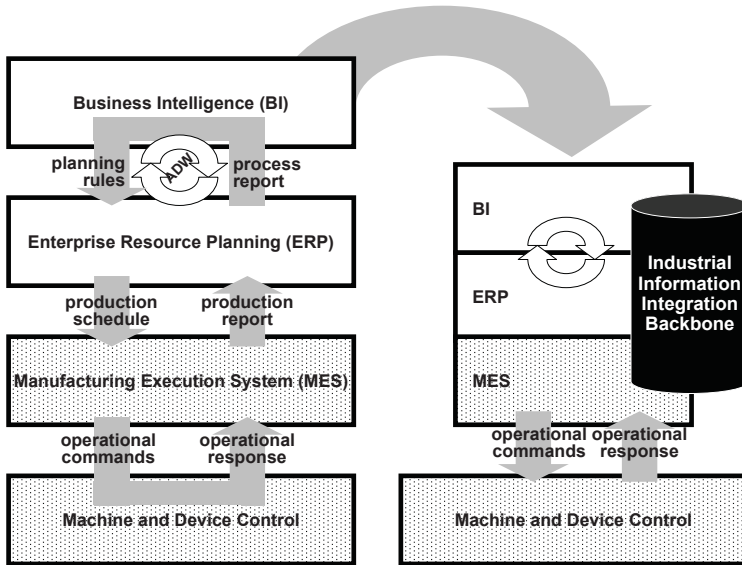 Business Intelligence (BI)
planning
rules
ADW
process
report
Enterprise Resource Planning (ERP)
production
schedule
production
report
Manufacturing Execution System (MES)
operational
commands
operational
response
Machine and Device Control
BI
ERP
MES
Industrial
Information
Integration
Backbone
operational
commands
operational
response
Machine and Device Control